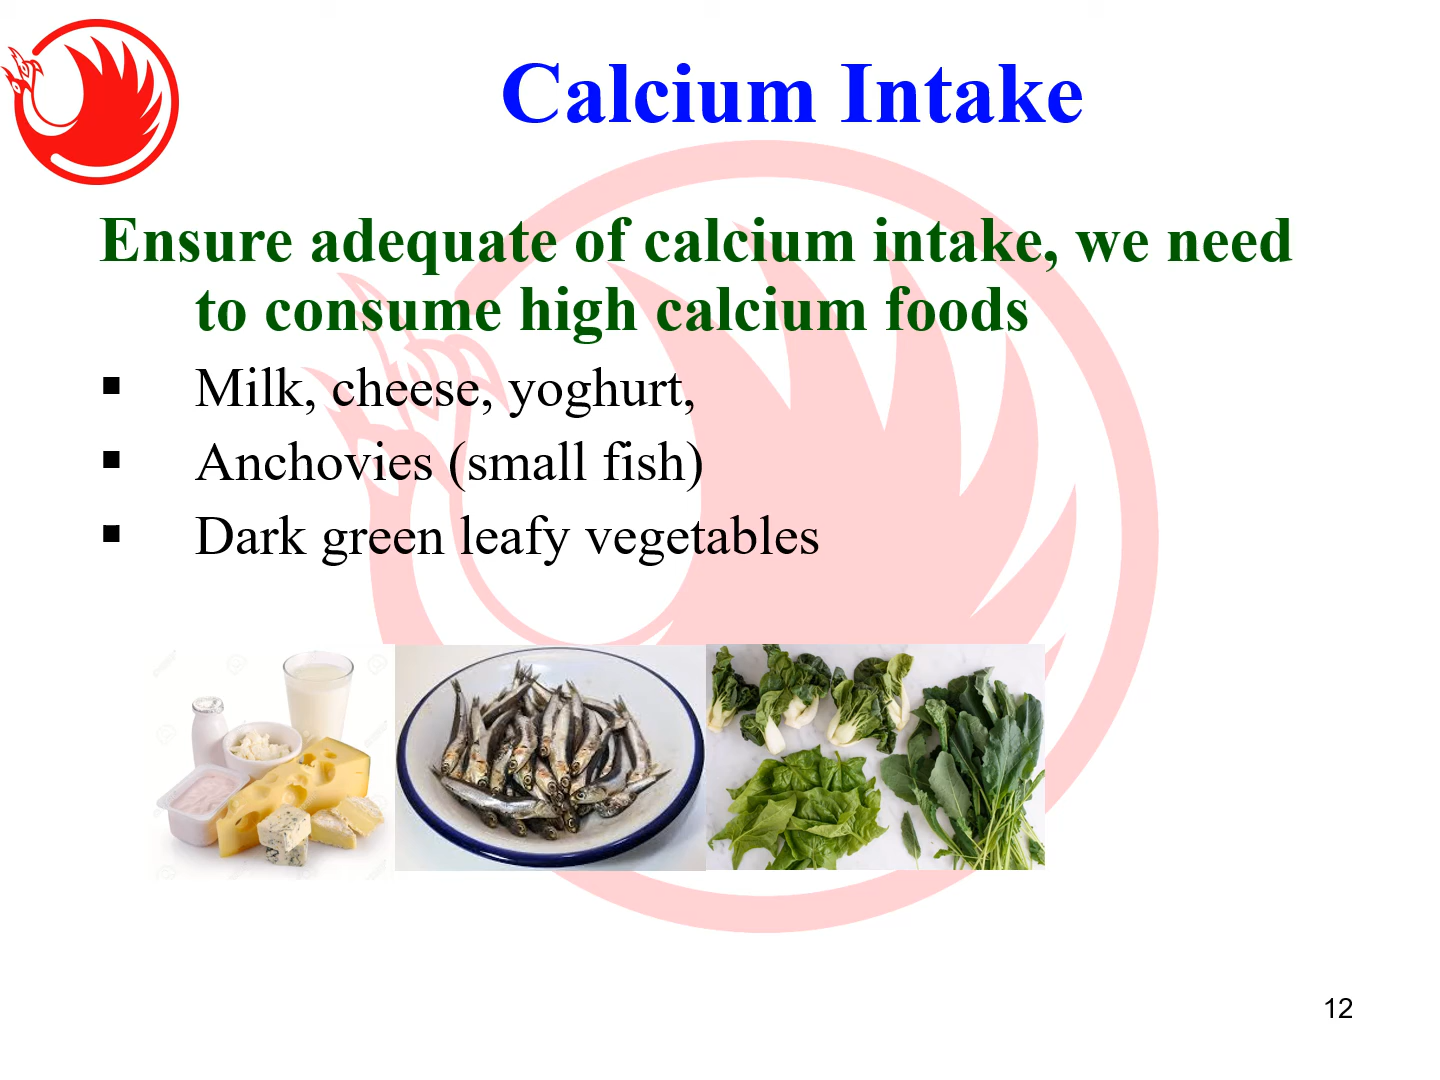 Calcium Intake
Ensure adequate of calcium intake, we need
to consume high calcium foods
▪ Milk, cheese, yoghurt,
▪ Anchovies (small fish)
▪ Dark green leafy vegetables
12